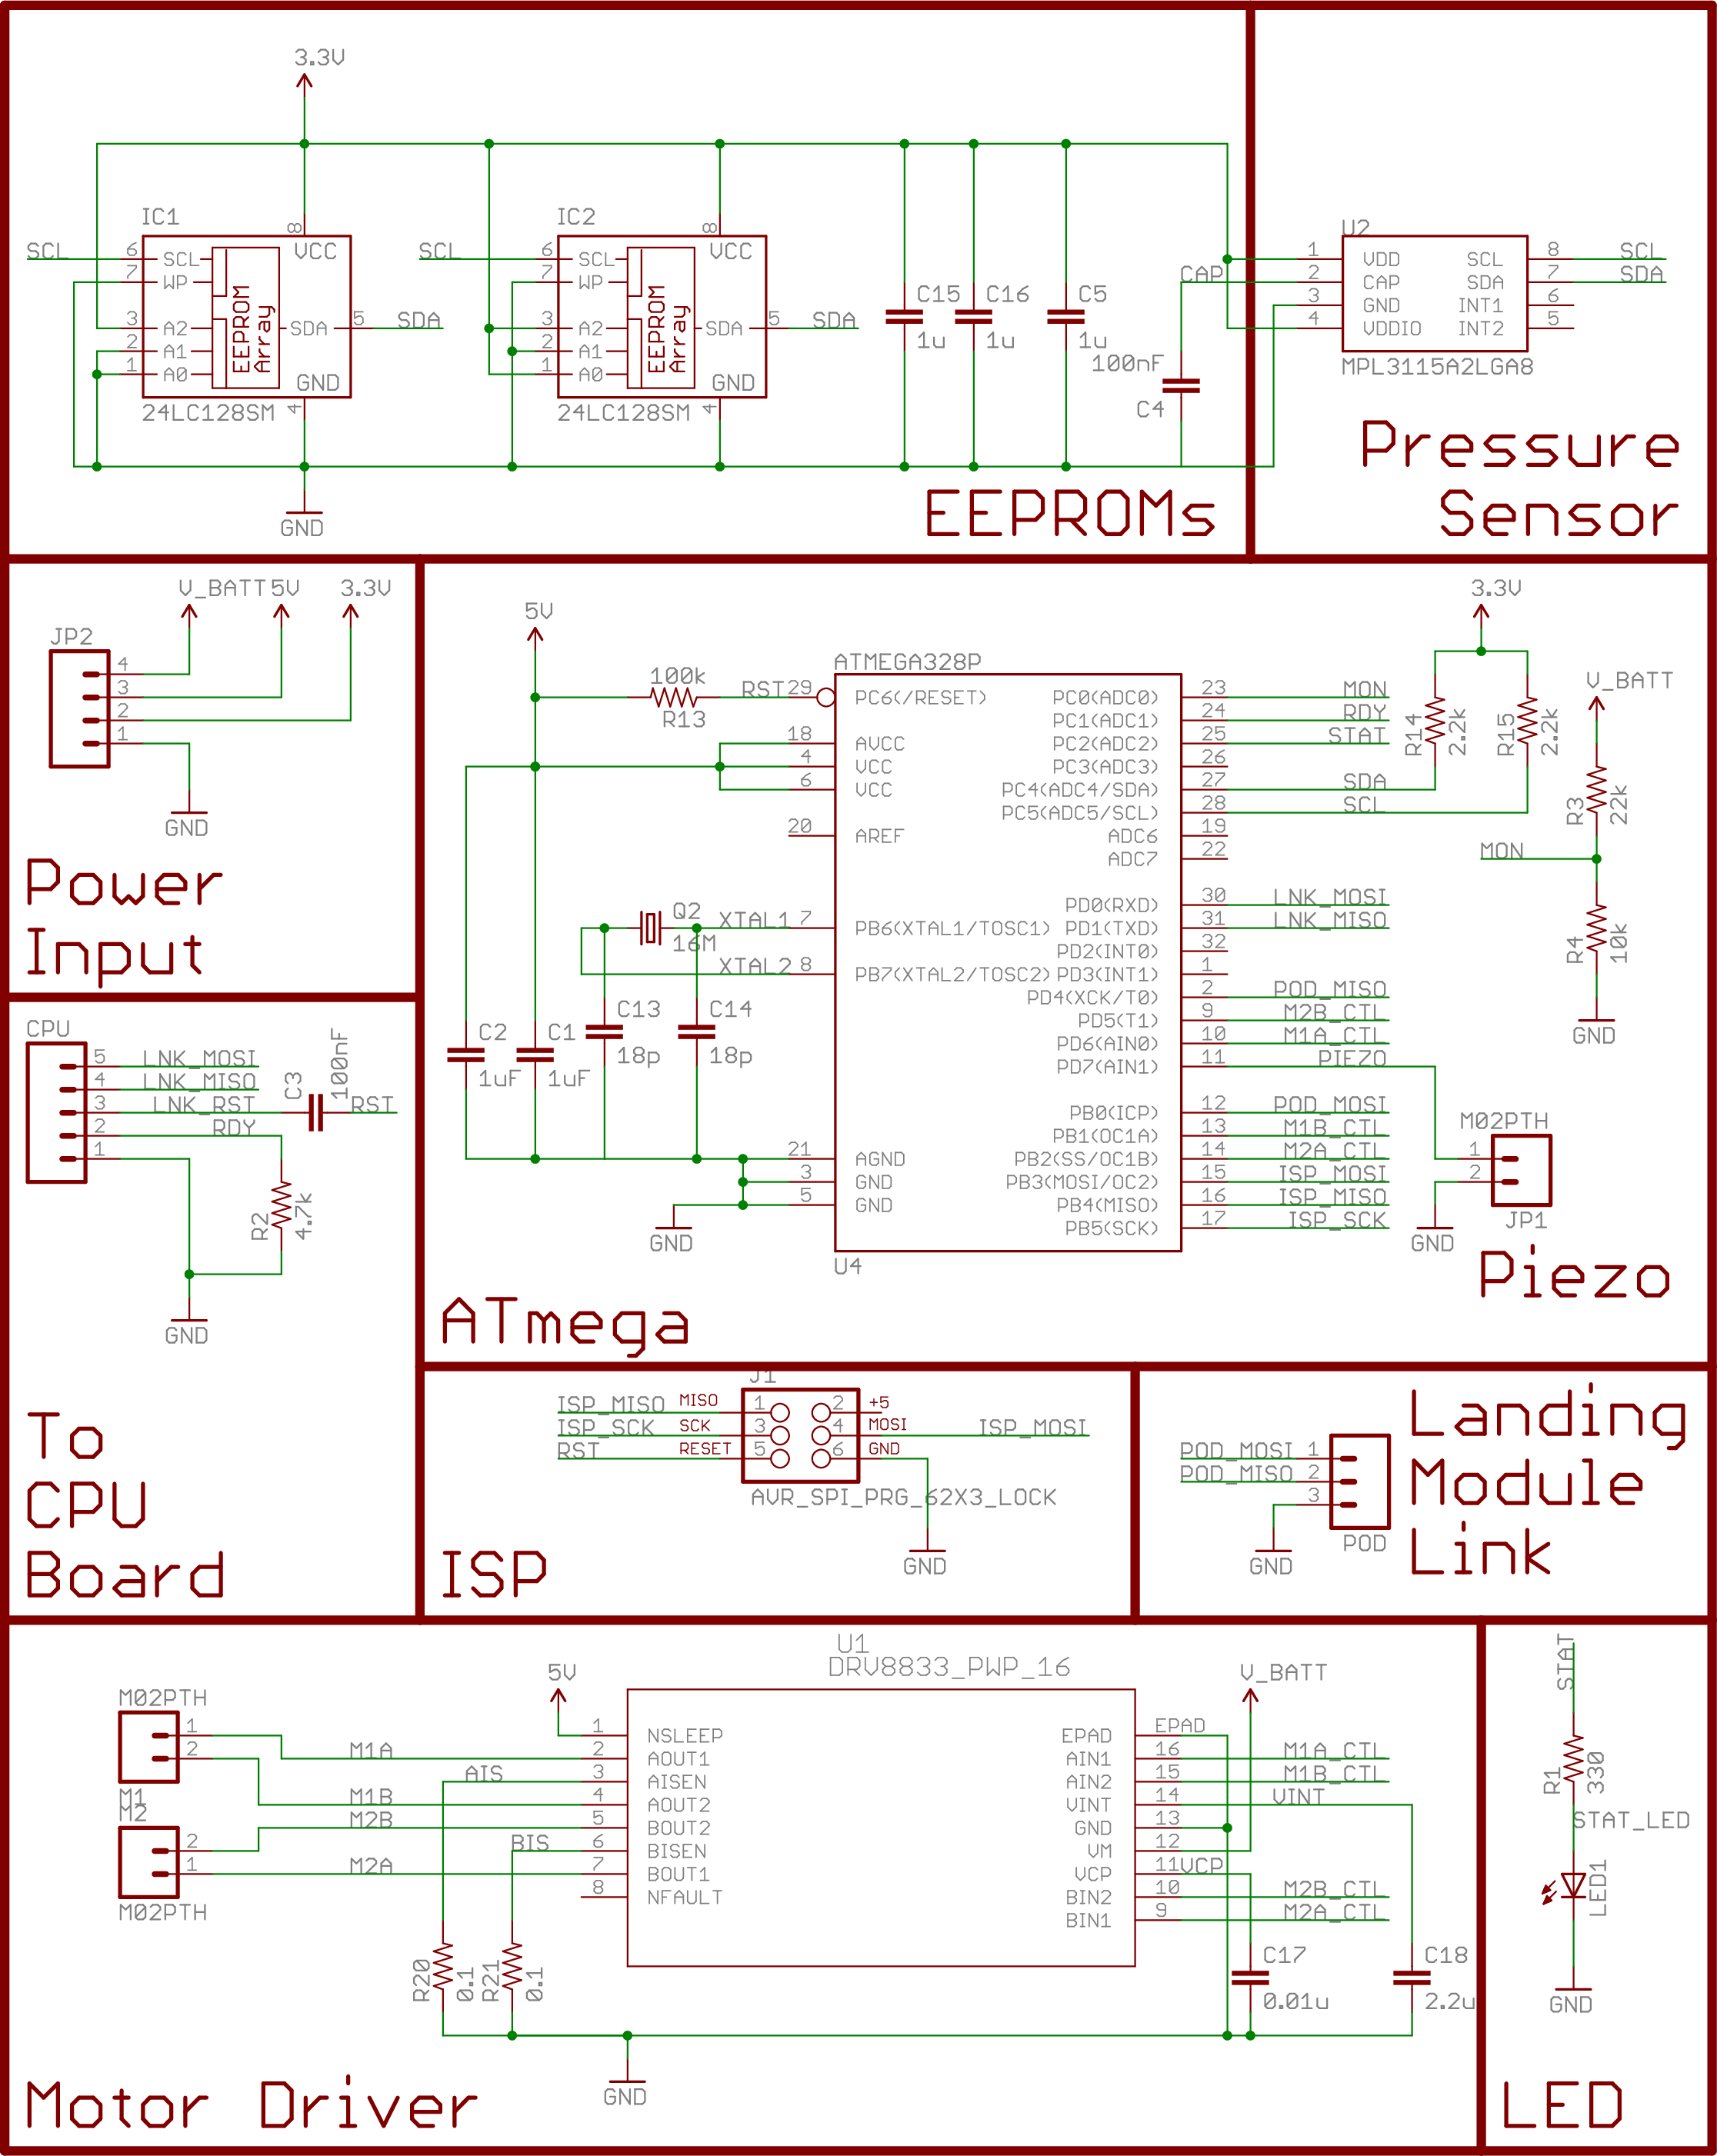 3.3V
IC1
SCL
6
7
3
2
1
SCL
WP
A2
A1
A0
EEPROM
Array
8
VCC
SDA
5
SDA
GND
4
24LC128SM
IC2
SCL
6
7
3
2
1
SCL
WP
A2
A1
A0
EEPROM
Array
8
VCC
SDA
5
SDA
GND
4
24LC128SM
GND
C15
1u
C16
1u
C5
1u
CAP
100nF
C4
EEPROMs
U2
1 VDD SCL 8 SCL
2 CAP SDA 7 SDA
3 GND INT1 6
4 VDDIO INT2 5
MPL3115A2LGA8
Pressure
Sensor
V_BATT 5V 3.3V
JP2
4
3
2
1
GND
Power
Input
CPU
5 LNK_MOSI
4 LNK_MISO
3 LNK_RST
2 RDY
1
C3
100nF
RST
R2
4.7k
GND
To
CPU
Board
5V
100k
R13
RST
ATMEGA328P
29 PC6(/RESET) PC0(ADC0) 23 MON
PC1(ADC1) 24 RDY
18 AVCC PC2(ADC2) 25 STAT
4 VCC PC3(ADC3) 26
6 VCC PC4(ADC4/SDA) 27 SDA
PC5(ADC5/SCL) 28 SCL
20 AREF ADC6 19
ADC7 22
PD0(RXD) 30 LNK_MOSI
XTAL1 7 PB6(XTAL1/TOSC1) PD1(TXD) 31 LNK_MISO
PD2(INT0) 32
XTAL2 8 PB7(XTAL2/TOSC2) PD3(INT1) 1
PD4(XCK/T0) 2 POD_MISO
PD5(T1) 9 M2B_CTL
PD6(AIN0) 10 M1A_CTL
PD7(AIN1) 11 PIEZO
PB0(ICP) 12 POD_MOSI
PB1(OC1A) 13 M1B_CTL
21 AGND PB2(SS/OC1B) 14 M2A_CTL
3 GND PB3(MOSI/OC2) 15 ISP_MOSI
5 GND PB4(MISO) 16 ISP_MISO
PB5(SCK) 17 ISP_SCK
U4
Q2
16M
C2
1uF
C1
1uF
C13
18p
C14
18p
GND
ATmega
3.3V
R14
2.2k
R15
2.2k
V_BATT
R3
22k
MON
R4
10k
GND
M02PTH
1
2
JP1
GND
Piezo
J1
ISP_MISO MISO 1 2 +5
ISP_SCK SCK 3 4 MOSI ISP_MOSI
RST RESET 5 6 GND
AVR_SPI_PRG_62X3_LOCK
GND
ISP
POD_MOSI 1
POD_MISO 2
3
POD
GND
Landing
Module
Link
U1
DRV8833_PWP_16
5V
V_BATT
M02PTH
1
2
M1
M2
2
1
M02PTH
1 NSLEEP EPAD EPAD
M1A 2 AOUT1 AIN1 16 M1A_CTL
AIS 3 AISEN AIN2 15 M1B_CTL
M1B 4 AOUT2 VINT 14 VINT
M2B 5 BOUT2 GND 13
BIS 6 BISEN VM 12
M2A 7 BOUT1 VCP 11 VCP
8 NFAULT BIN2 10 M2B_CTL
BIN1 9 M2A_CTL
R20
0.1
R21
0.1
C17
0.01u
C18
2.2u
GND
Motor Driver
STAT
R1
330
STAT_LED
LED1
GND
LED